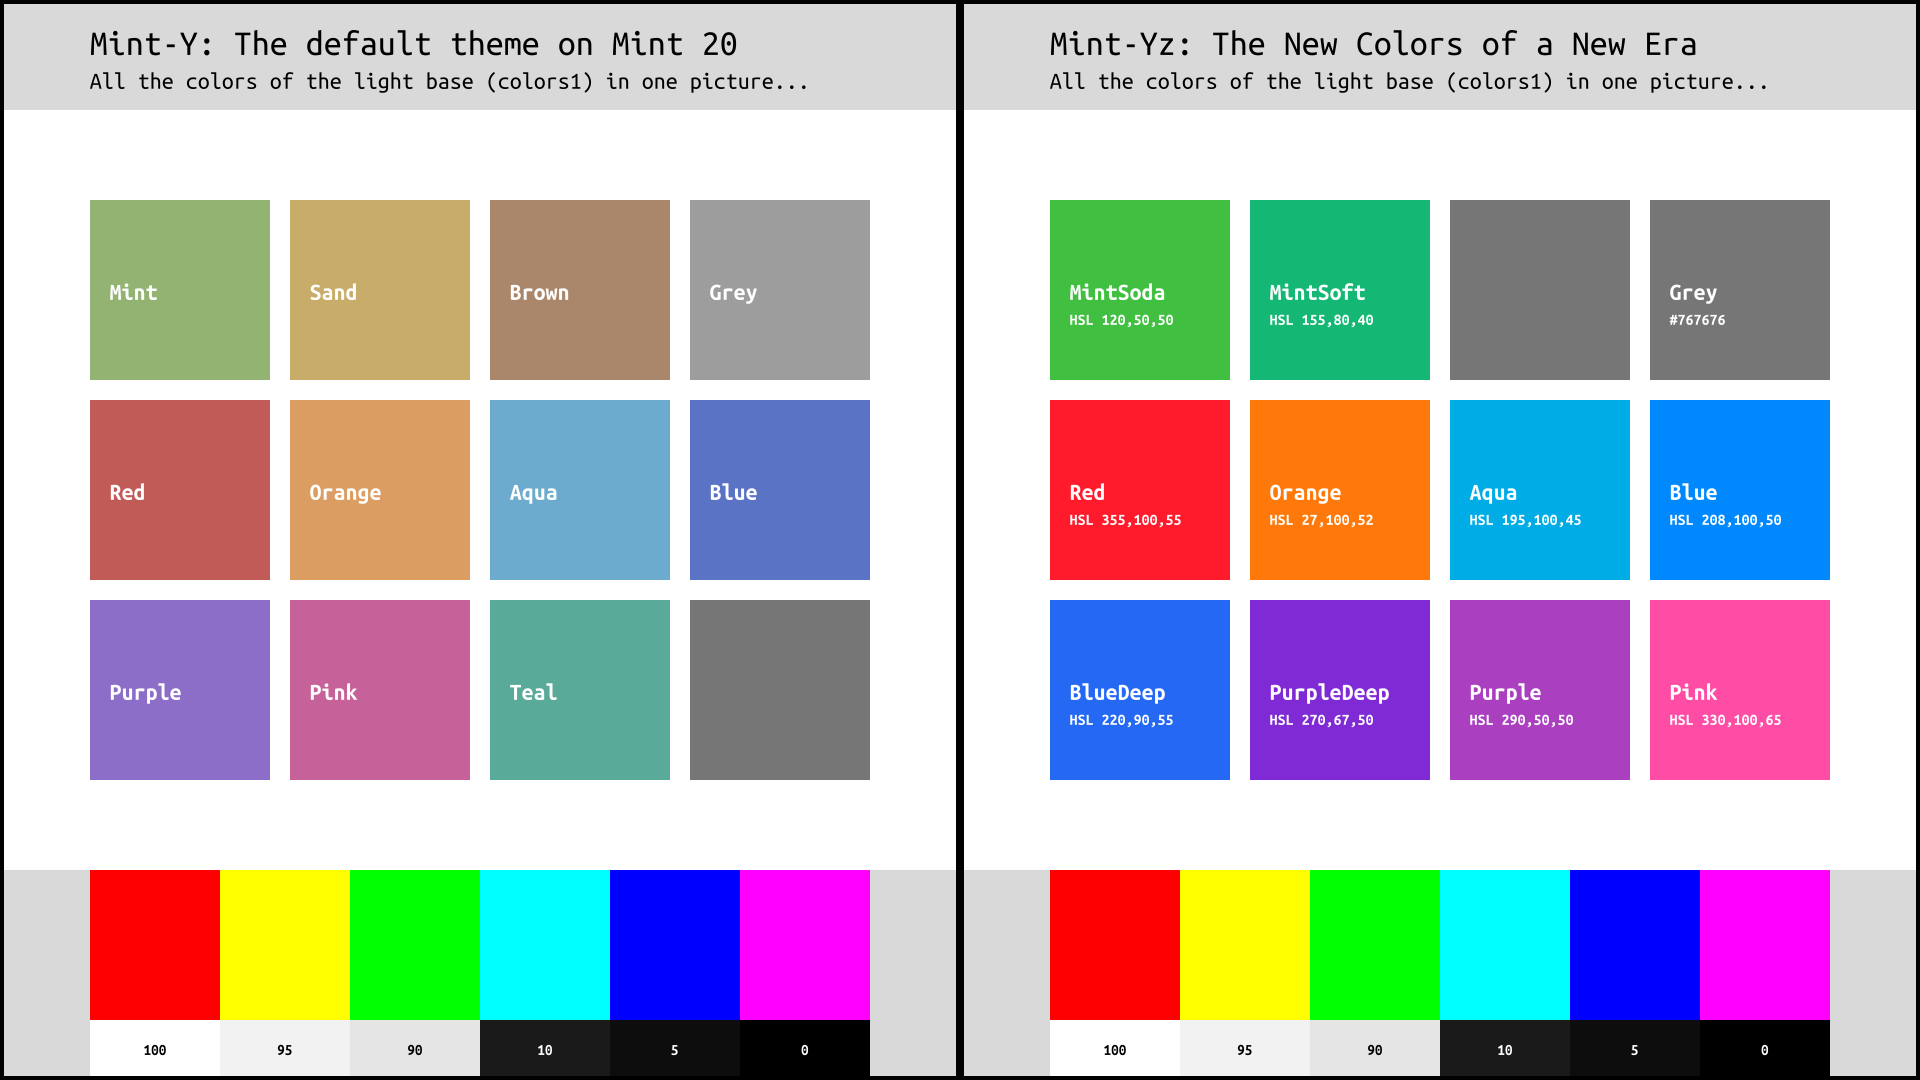 Mint-Y: The default theme on Mint 20
All the colors of the light base (colors1) in one picture...
Mint
Sand
Brown
Grey
Red
Orange
Aqua
Blue
Purple
Pink
Teal
100
95
90
10
5
0
Mint-Yz: The New Colors of a New Era
All the colors of the light base (colors1) in one picture...
MintSoda
HSL 120,50,50
MintSoft
HSL 155,80,40
Grey
#767676
Red
HSL 355,100,55
Orange
HSL 27,100,52
Aqua
HSL 195,100,45
Blue
HSL 208,100,50
BlueDeep
HSL 220,90,55
PurpleDeep
HSL 270,67,50
Purple
HSL 290,50,50
Pink
HSL 330,100,65
100
95
90
10
5
0